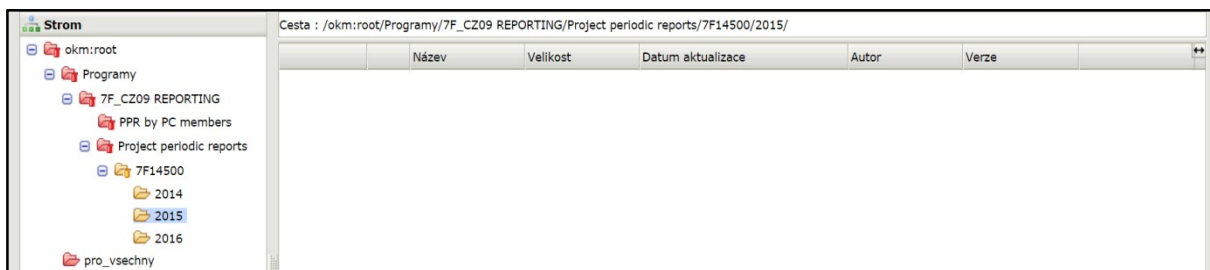 Strom
okm:root
Programy
7F_CZ09 REPORTING
PPR by PC members
Project periodic reports
7F14500
2014
2015
2016
pro_vsechny
Cesta : /okm:root/Programy/7F_CZ09 REPORTING/Project periodic reports/7F14500/2015/
Název Velikost Datum aktualizace Autor Verze